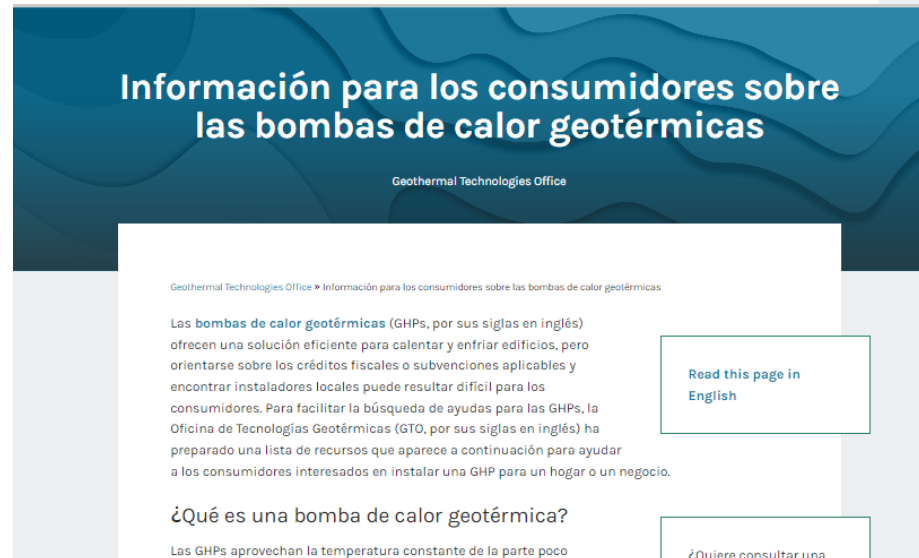 Información para los consumidores sobre
las bombas de calor geotérmicas
Geothermal Technologies Office
Geothermal Technologies Office » Información para los consumidores sobre las bombas de calor geotérmicas
Las bombas de calor geotérmicas (GHPs, por sus siglas en inglés)
ofrecen una solución eficiente para calentar y enfriar edificios, pero
orientarse sobre los créditos fiscales o subvenciones aplicables y
encontrar instaladores locales puede resultar difícil para los
consumidores. Para facilitar la búsqueda de ayudas para las GHPs, la
Oficina de Tecnologías Geotérmicas (GTO, por sus siglas en inglés) ha
preparado una lista de recursos que aparece a continuación para ayudar
a los consumidores interesados en instalar una GHP para un hogar o un negocio.
Read this page in
English
¿Qué es una bomba de calor geotérmica?
Las GHPs aprovechan la temperatura constante de la parte poco
¿Quiere consultar una